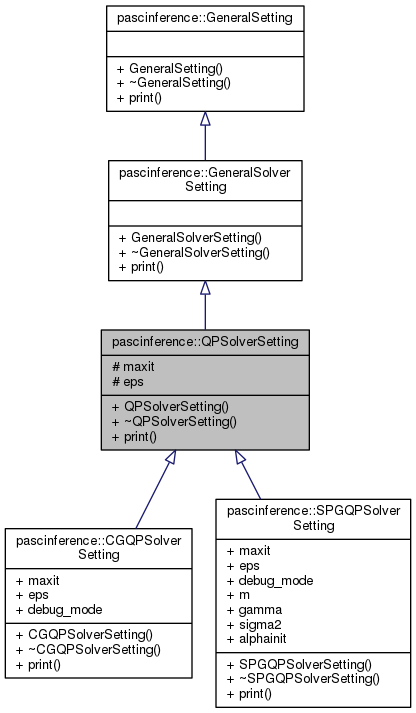 pascinference::GeneralSetting
+ GeneralSetting()
+ ~GeneralSetting()
+ print()
pascinference::GeneralSolver
Setting
+ GeneralSolverSetting()
+ ~GeneralSolverSetting()
+ print()
pascinference::QPSolverSetting
# maxit
# eps
+ QPSolverSetting()
+ ~QPSolverSetting()
+ print()
pascinference::CGQPSolver
Setting
+ maxit
+ eps
+ debug_mode
+ CGQPSolverSetting()
+ ~CGQPSolverSetting()
+ print()
pascinference::SPGQPSolver
Setting
+ maxit
+ eps
+ debug_mode
+ m
+ gamma
+ sigma2
+ alphainit
+ SPGQPSolverSetting()
+ ~SPGQPSolverSetting()
+ print()